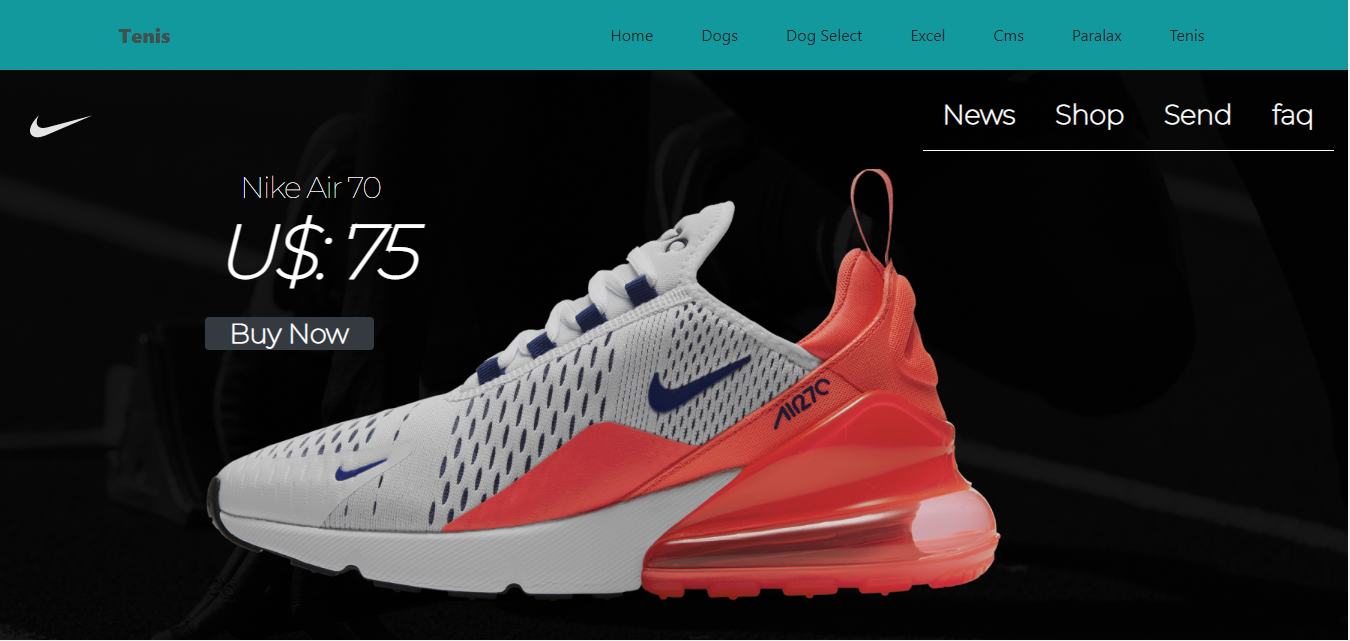 Tenis Home Dogs Dog Select Excel Cms Paralax Tenis
News Shop Send faq
Nike Air 70
U$: 75
Buy Now
AIR270